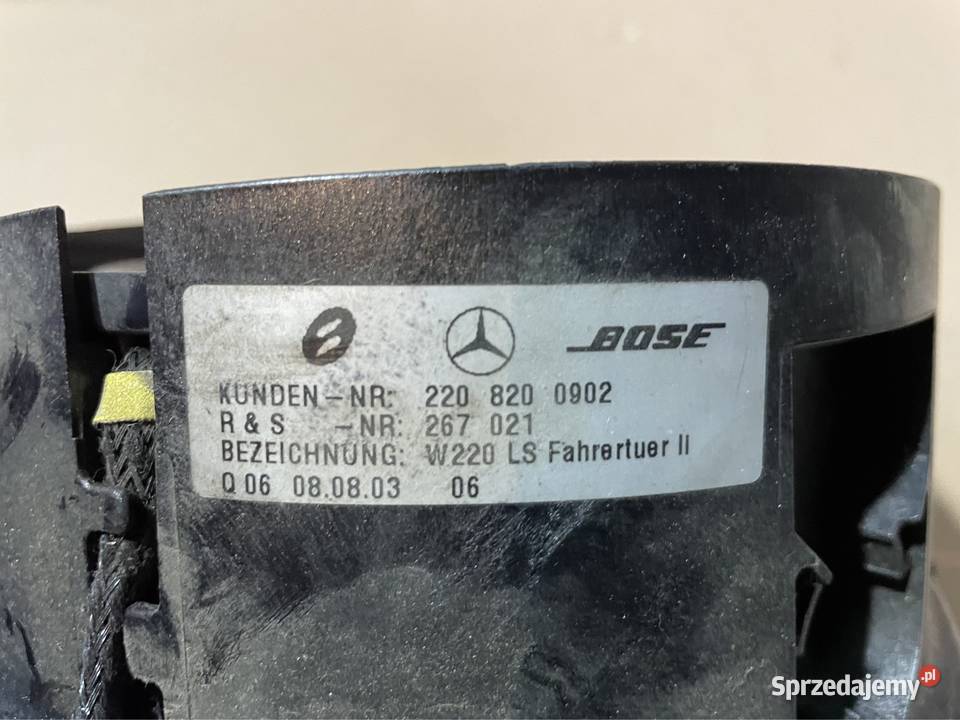 BOSE
KUNDEN-NR: 220 820 0902
R & S -NR: 267 021
BEZEICHNUNG: W220 LS Fahrertuer II
Q 06 08.08.03 06
Sprzedajemy.pl